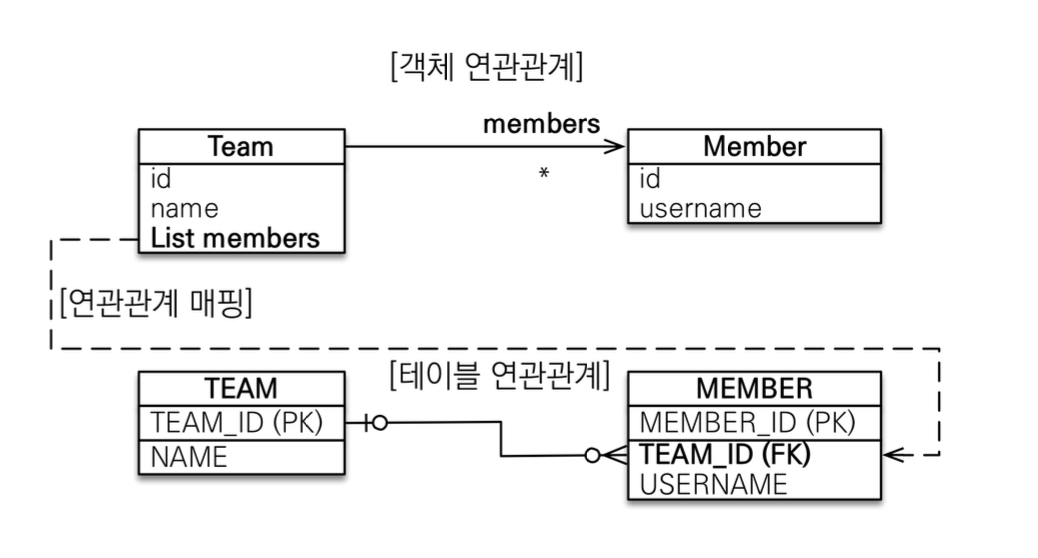 [객체 연관관계]
members
Team
Member
*
id
name
List members
id
username
[연관관계 매핑]
[테이블 연관관계]
TEAM
TEAM_ID (PK)
NAME
MEMBER
MEMBER_ID (PK)
TEAM_ID (FK)
USERNAME